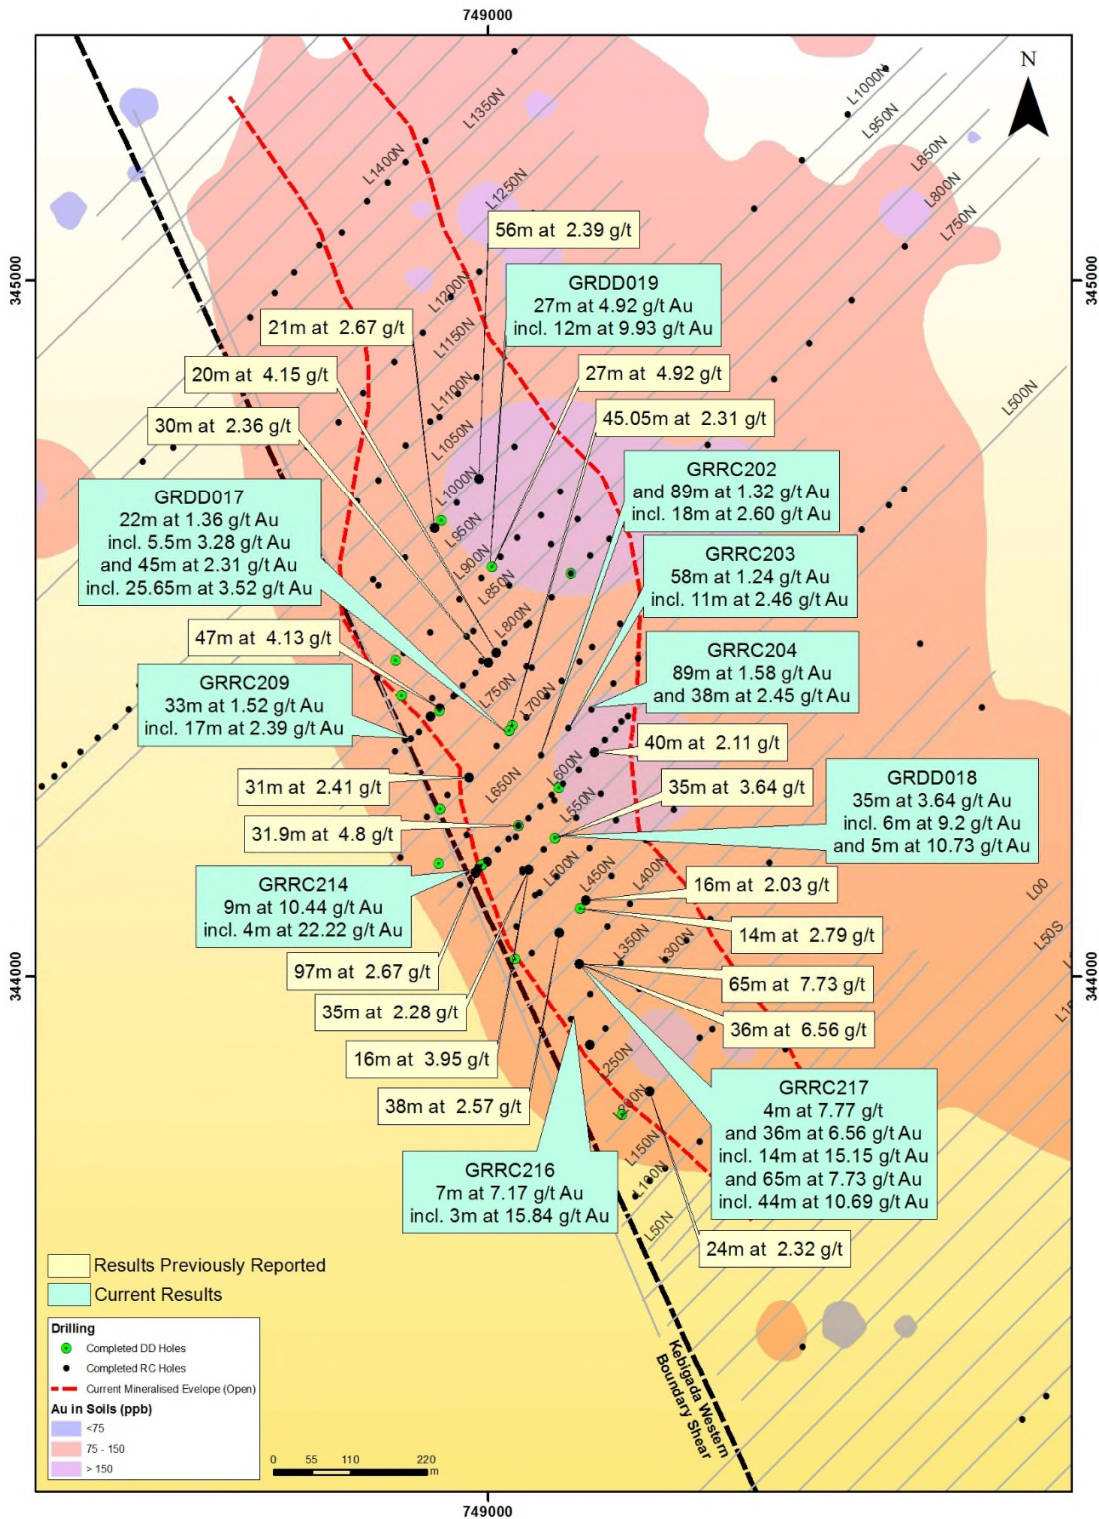 749000
N
L1000N
L950N
L850N
L800N
L750N
L1350N
L1400N
L1250N
56m at 2.39 g/t
345000
345000
GRDD019
27m at 4.92 g/t Au
incl. 12m at 9.93 g/t Au
L1200N
21m at 2.67 g/t
L1150N
20m at 4.15 g/t
27m at 4.92 g/t
L1100N
L500N
30m at 2.36 g/t
45.05m at 2.31 g/t
L1050N
GRRC202
and 89m at 1.32 g/t Au
incl. 18m at 2.60 g/t Au
GRDD017
22m at 1.36 g/t Au
incl. 5.5m 3.28 g/t Au
and 45m at 2.31 g/t Au
incl. 25.65m at 3.52 g/t Au
L1000N
L950N
L900N
L850N
GRRC203
58m at 1.24 g/t Au
incl. 11m at 2.46 g/t Au
47m at 4.13 g/t
L800N
GRRC204
89m at 1.58 g/t Au
and 38m at 2.45 g/t Au
GRRC209
33m at 1.52 g/t Au
incl. 17m at 2.39 g/t Au
L750N
L700N
40m at 2.11 g/t
L650N
L600N
31m at 2.41 g/t
35m at 3.64 g/t
L550N
GRDD018
35m at 3.64 g/t Au
incl. 6m at 9.2 g/t Au
and 5m at 10.73 g/t Au
31.9m at 4.8 g/t
L500N
L450N
L400N
GRRC214
9m at 10.44 g/t Au
incl. 4m at 22.22 g/t Au
16m at 2.03 g/t
L00
L50S
14m at 2.79 g/t
L350N
L300N
97m at 2.67 g/t
344000
344000
65m at 7.73 g/t
35m at 2.28 g/t
36m at 6.56 g/t
16m at 3.95 g/t
L250N
38m at 2.57 g/t
L200N
GRRC217
4m at 7.77 g/t
and 36m at 6.56 g/t Au
incl. 14m at 15.15 g/t Au
and 65m at 7.73 g/t Au
incl. 44m at 10.69 g/t Au
L150N
L100N
L50N
GRRC216
7m at 7.17 g/t Au
incl. 3m at 15.84 g/t Au
24m at 2.32 g/t
Results Previously Reported
Current Results
Drilling
Completed DD Holes
Completed RC Holes
Current Mineralised Evelope (Open)
Au in Soils (ppb)
<75
75 - 150
> 150
0 55 110 220
m
Kebigada Western
Boundary Shear
749000